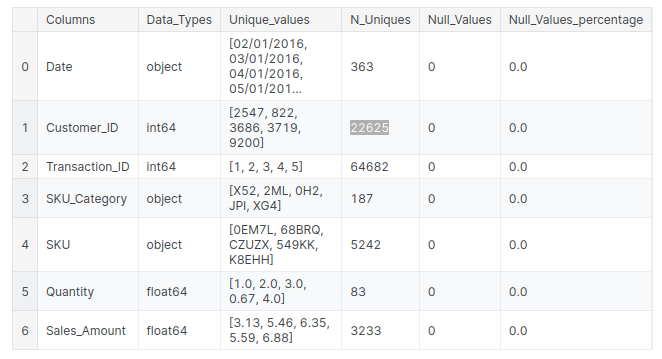 Columns Data_Types Unique_values N_Uniques Null_Values Null_Values_percentage
0 Date object [02/01/2016, 03/01/2016, 04/01/2016, 05/01/201... 363 0 0.0
1 Customer_ID int64 [2547, 822, 3686, 3719, 9200] 22625 0 0.0
2 Transaction_ID int64 [1, 2, 3, 4, 5] 64682 0 0.0
3 SKU_Category object [X52, 2ML, 0H2, JPI, XG4] 187 0 0.0
4 SKU object [0EM7L, 68BRQ, CZUZX, 549KK, K8EHH] 5242 0 0.0
5 Quantity float64 [1.0, 2.0, 3.0, 0.67, 4.0] 83 0 0.0
6 Sales_Amount float64 [3.13, 5.46, 6.35, 5.59, 6.88] 3233 0 0.0